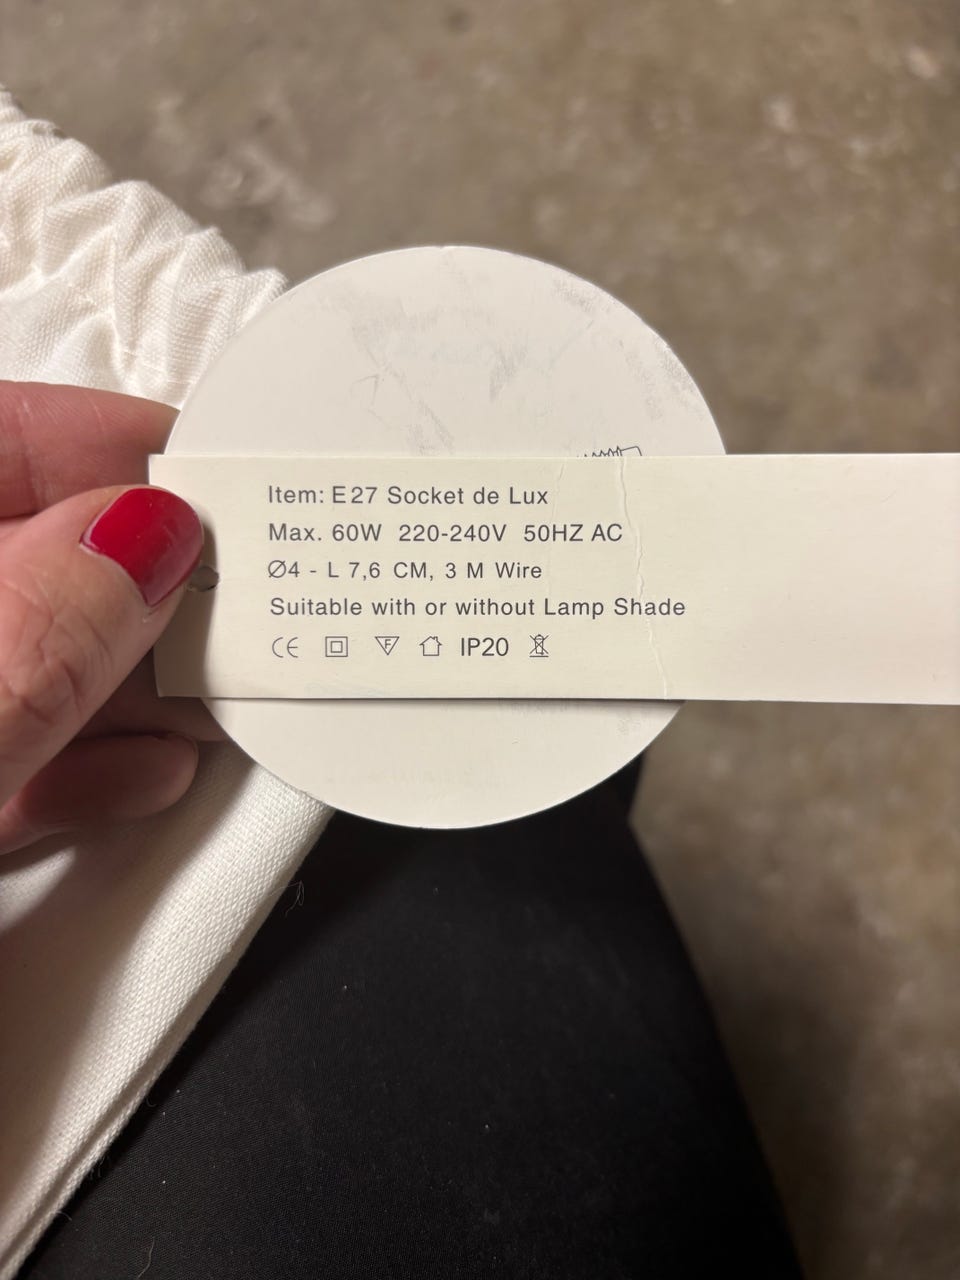 Item: E27 Socket de Lux
Max. 60W 220-240V 50HZ AC
Ø4 - L 7,6 CM, 3 M Wire
Suitable with or without Lamp Shade
CE F IP20